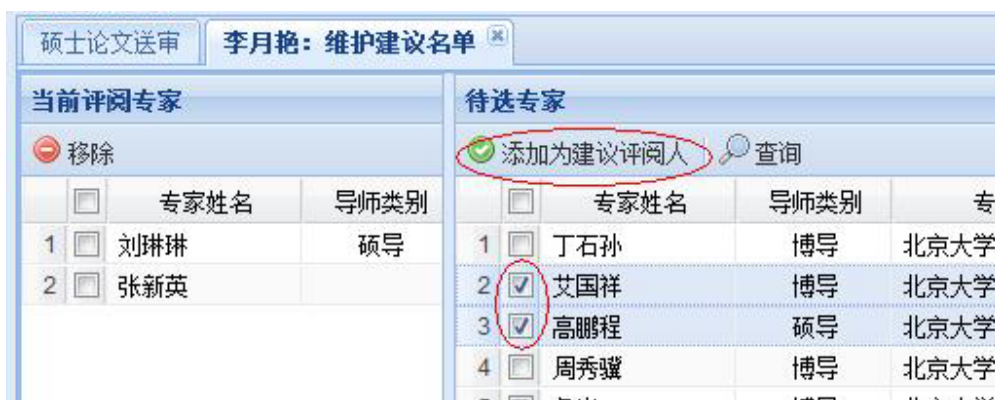 硕士论文送审 李月艳：维护建议名单
当前评阅专家
移除
专家姓名 导师类别
1 刘琳琳 硕导
2 张新英
待选专家
添加为建议评阅人 查询
专家姓名 导师类别 专
1 丁石孙 博导 北京大学
2 艾国祥 博导 北京大学
3 高鹏程 硕导 北京大学
4 周秀骥 博导 北京大学